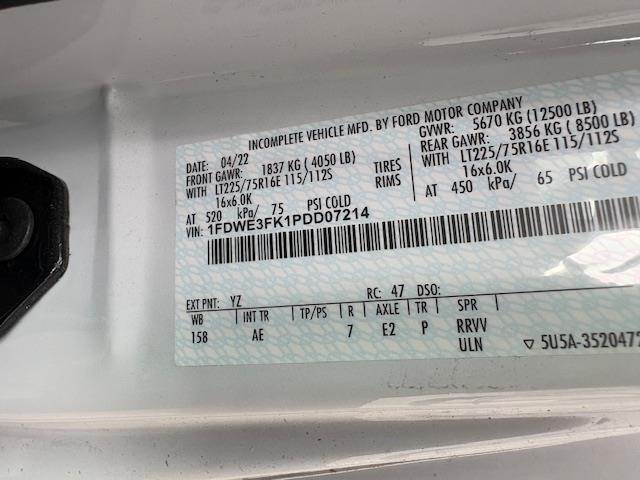 INCOMPLETE VEHICLE MFD. BY FORD MOTOR COMPANY
DATE: 04/22 GVWR: 5670 KG (12500 LB)
FRONT GAWR: 1837 KG (4050 LB) REAR GAWR: 3856 KG (8500 LB)
WITH LT225/75R16E 115/112S TIRES WITH LT225/75R16E 115/112S
16x6.0K RIMS 16x6.0K
AT 520 kPa/ 75 PSI COLD AT 450 kPa/ 65 PSI COLD
VIN: 1FDWE3FK1PDD07214
EXT PNT: YZ RC: 47 DSO:
WB INT TR TP/PS R AXLE TR SPR
158 AE 7 E2 P RRVV
ULN ▽ 5U5A-3520472